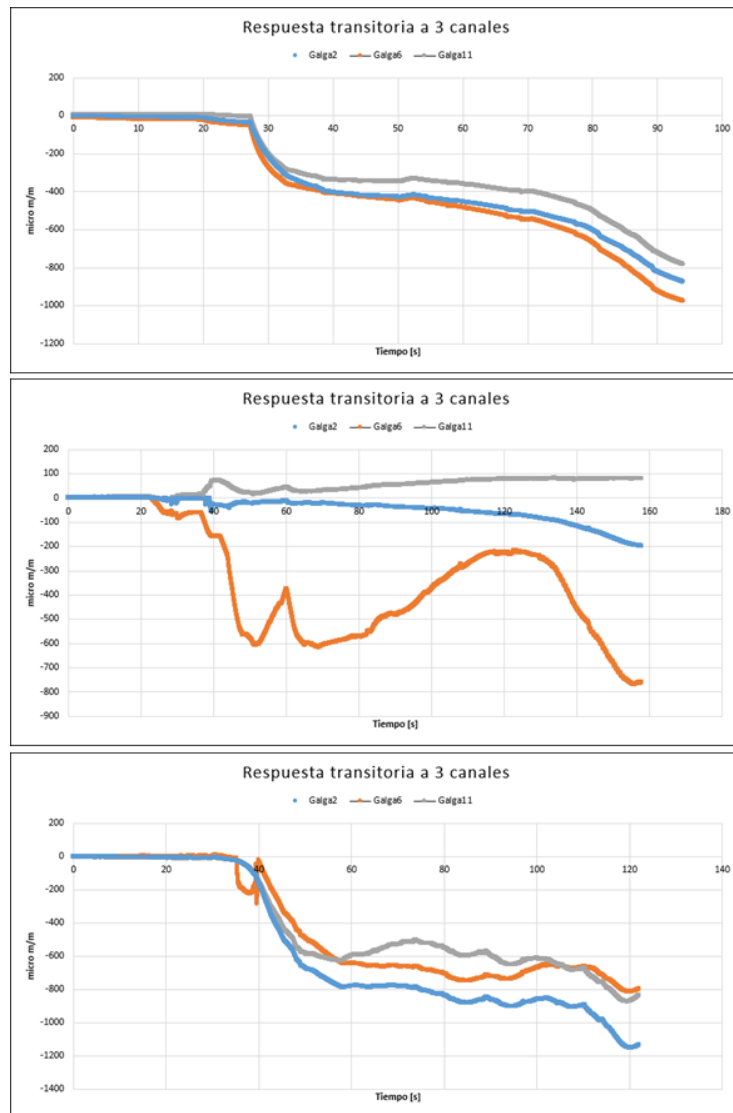 Respuesta transitoria a 3 canales
Galga2 Galga6 Galga11
200
0
0 10 20 30 40 50 60 70 80 90 100
-200
-400
-600
-800
-1000
-1200
micro m/m
Tiempo [s]
Respuesta transitoria a 3 canales
Galga2 Galga6 Galga11
200
100
0
0 20 40 60 80 100 120 140 160 180
-100
-200
-300
-400
-500
-600
-700
-800
-900
micro m/m
Tiempo [s]
Respuesta transitoria a 3 canales
Galga2 Galga6 Galga11
200
0
0 20 40 60 80 100 120 140
-200
-400
-600
-800
-1000
-1200
-1400
micro m/m
Tiempo [s]